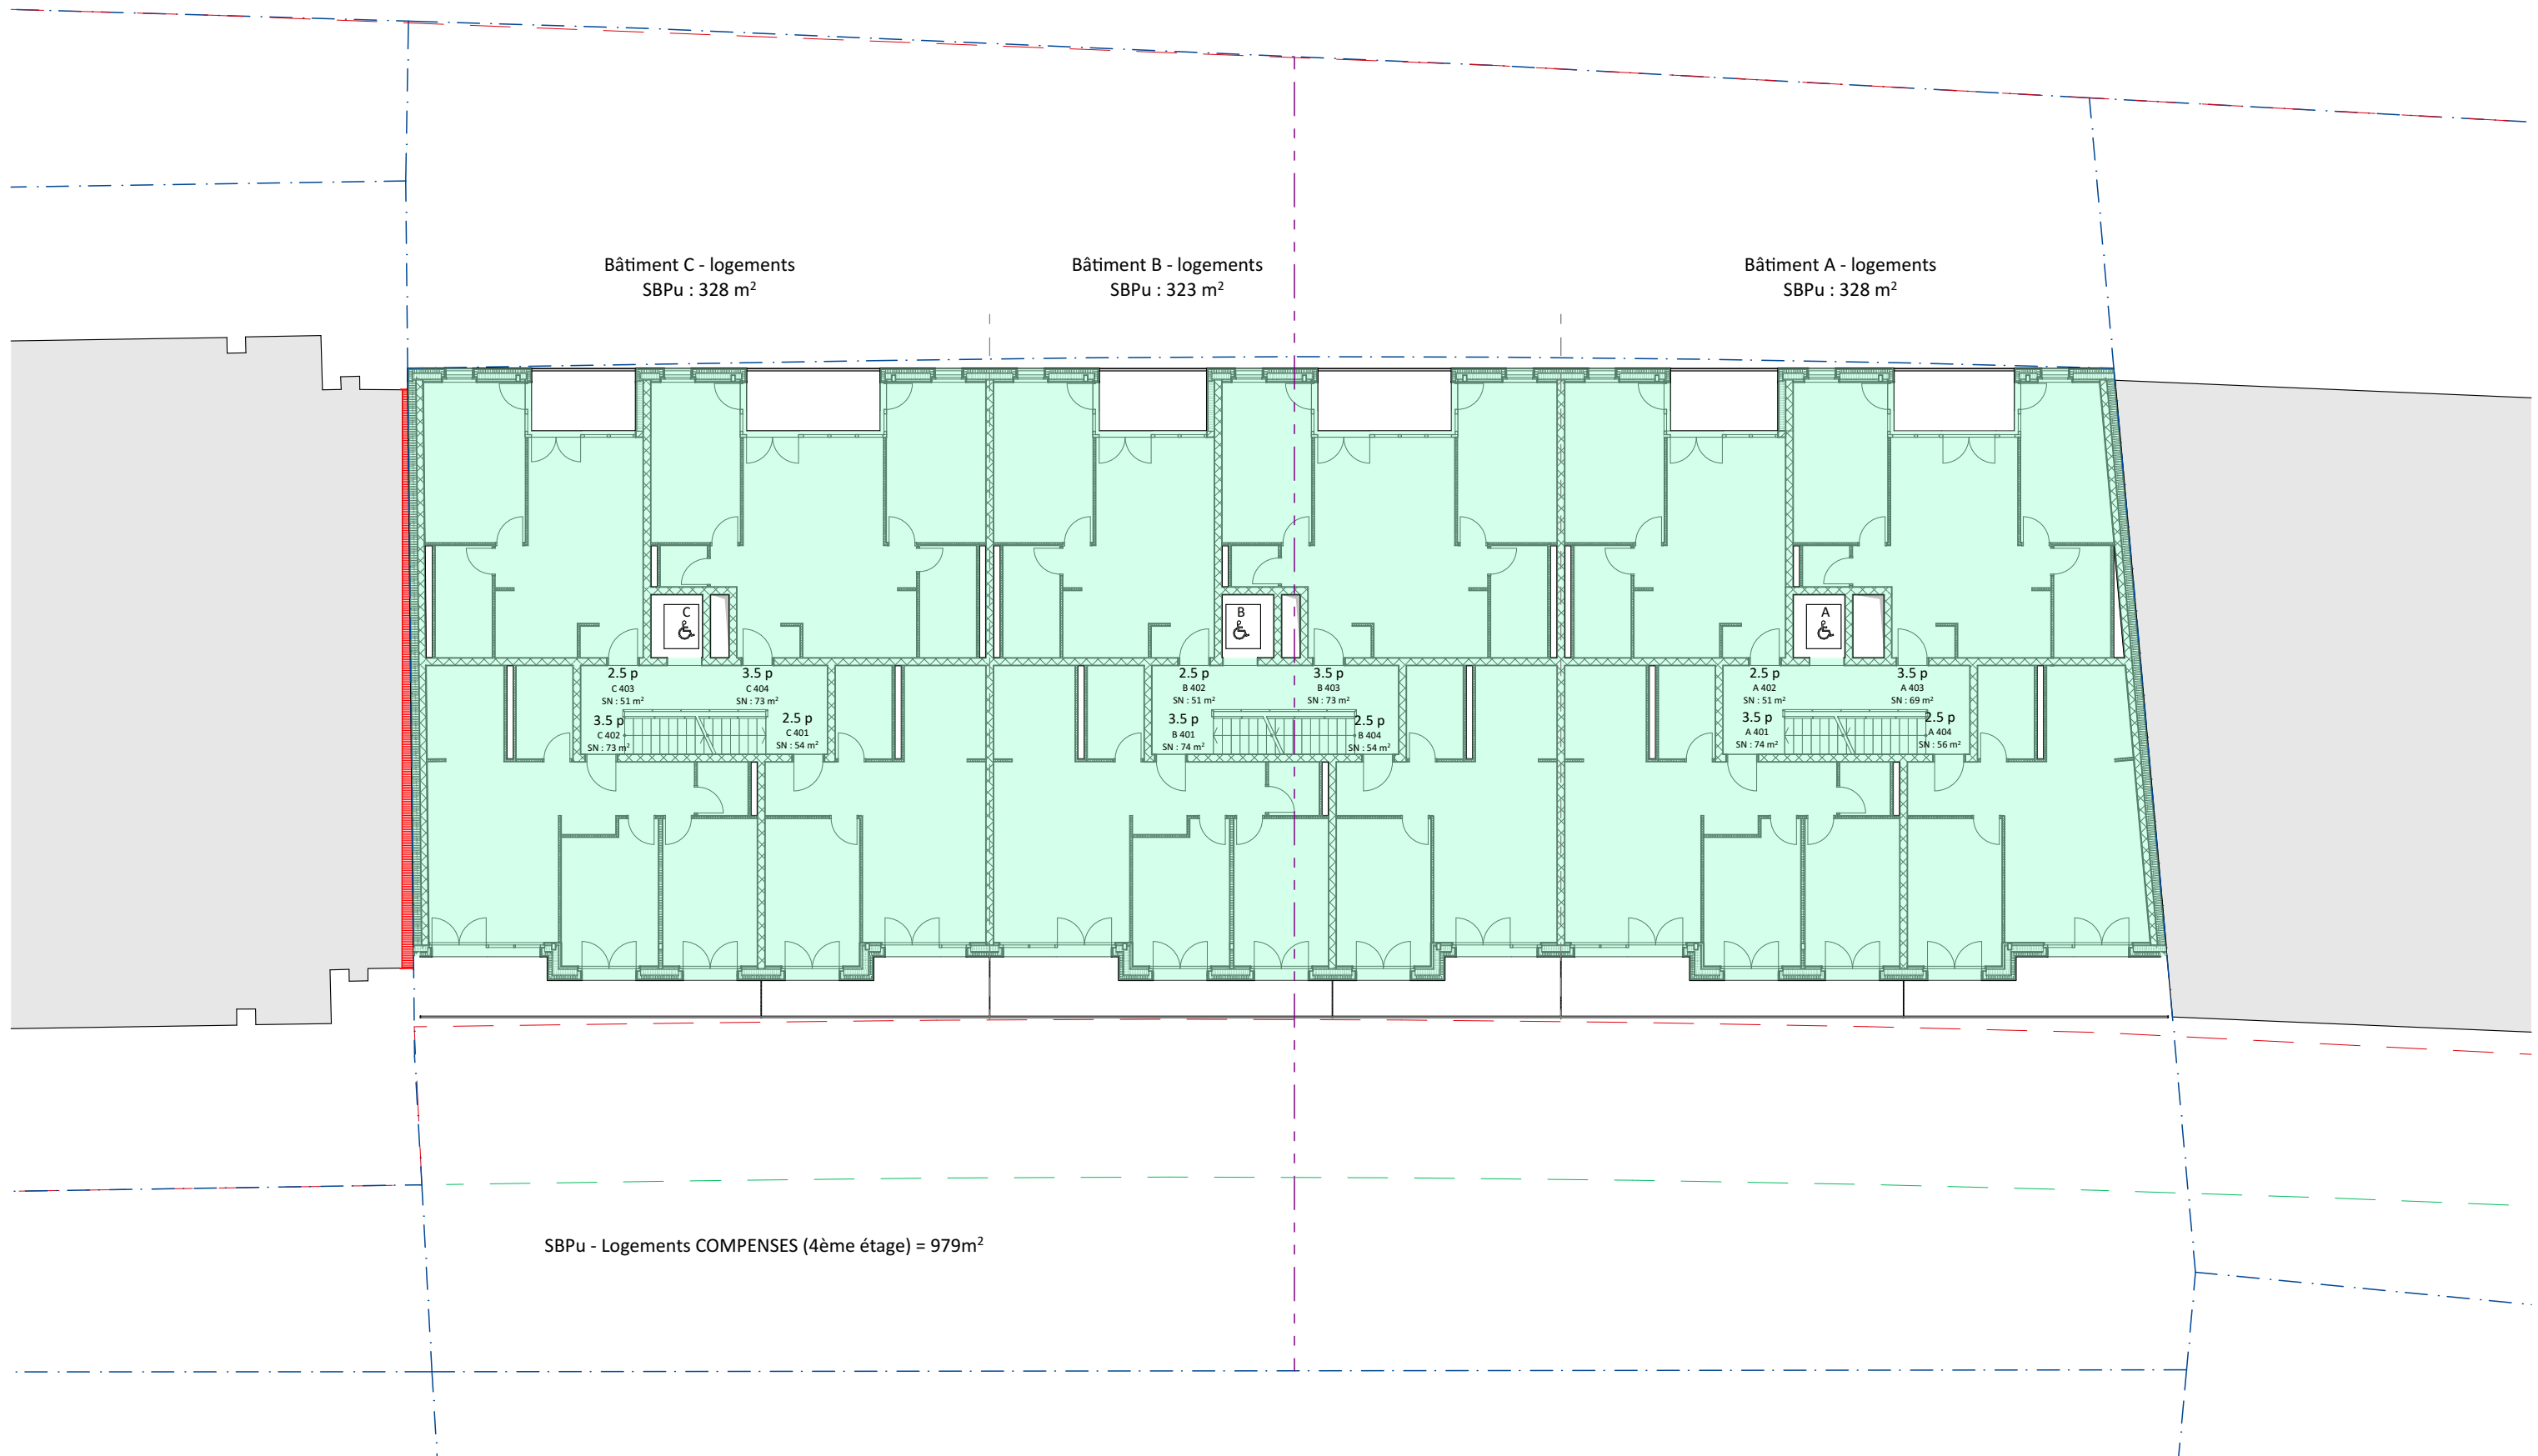 Bâtiment C - logements
SBPu : 328 m²
Bâtiment B - logements
SBPu : 323 m²
Bâtiment A - logements
SBPu : 328 m²
C
B
A
2.5 p
C 403
SN : 51 m²
3.5 p
C 404
SN : 73 m²
3.5 p
C 402
SN : 73 m²
2.5 p
C 401
SN : 54 m²
2.5 p
B 402
SN : 51 m²
3.5 p
B 403
SN : 73 m²
3.5 p
B 401
SN : 74 m²
2.5 p
B 404
SN : 54 m²
2.5 p
A 402
SN : 51 m²
3.5 p
A 403
SN : 69 m²
3.5 p
A 401
SN : 74 m²
2.5 p
A 404
SN : 56 m²
SBPu - Logements COMPENSES (4ème étage) = 979m²